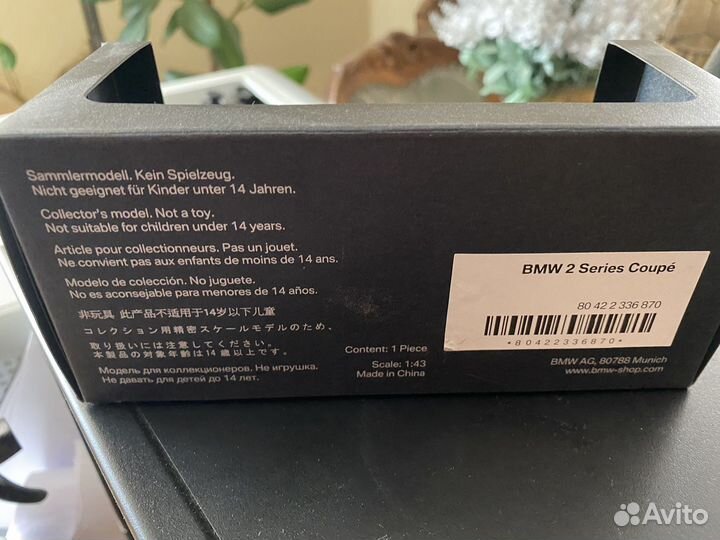 Sammlermodell. Kein Spielzeug.
Nicht geeignet für Kinder unter 14 Jahren.
Collector's model. Not a toy.
Not suitable for children under 14 years.
Article pour collectionneurs. Pas un jouet.
Ne convient pas aux enfants de moins de 14 ans.
Modelo de colección. No juguete.
No es aconsejable para menores de 14 años.
非玩具 此产品不适用于14岁以下儿童
コレクション用精密スケールモデルのため、
取り扱いには注意してください。
本製品の対象年齢は14歳以上です。
Модель для коллекционеров. Не игрушка.
Не давать для детей до 14 лет.
Content: 1 Piece
Scale: 1:43
Made in China
BMW 2 Series Coupé
80 42 2 336 870
*80422336870*
BMW AG, 80788 Munich
www.bmw-shop.com
Avito